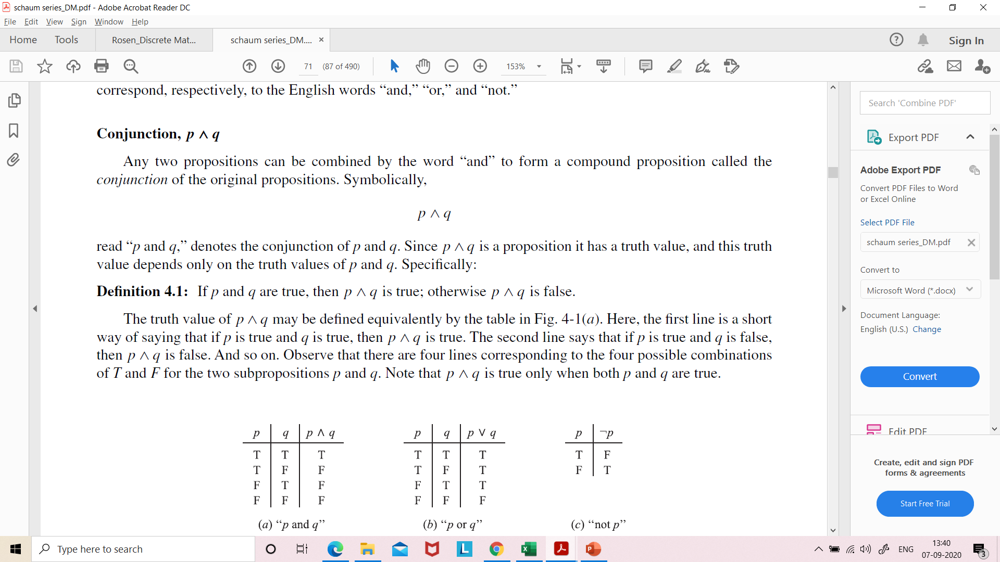 schaum series_DM.pdf - Adobe Acrobat Reader DC
File Edit View Sign Window Help
Home Tools Rosen_Discrete Mat... schaum series_DM.... ×
Sign In
71 (87 of 490) 153%
correspond, respectively, to the English words “and,” “or,” and “not.”
Conjunction, p ∧ q
Any two propositions can be combined by the word “and” to form a compound proposition called the
conjunction of the original propositions. Symbolically,
p ∧ q
read “p and q,” denotes the conjunction of p and q. Since p ∧ q is a proposition it has a truth value, and this truth
value depends only on the truth values of p and q. Specifically:
Definition 4.1: If p and q are true, then p ∧ q is true; otherwise p ∧ q is false.
The truth value of p ∧ q may be defined equivalently by the table in Fig. 4-1(a). Here, the first line is a short
way of saying that if p is true and q is true, then p ∧ q is true. The second line says that if p is true and q is false,
then p ∧ q is false. And so on. Observe that there are four lines corresponding to the four possible combinations
of T and F for the two subpropositions p and q. Note that p ∧ q is true only when both p and q are true.
p q p ∧ q
T T T
T F F
F T F
F F F
(a) “p and q”
p q p ∨ q
T T T
T F T
F T T
F F F
(b) “p or q”
p ¬p
T F
F T
(c) “not p”
Search 'Combine PDF'
Export PDF
Adobe Export PDF
Convert PDF Files to Word
or Excel Online
Select PDF File
schaum series_DM.pdf
Convert to
Microsoft Word (*.docx)
Document Language:
English (U.S.) Change
Convert
Edit PDF
Create, edit and sign PDF
forms & agreements
Start Free Trial
Type here to search
ENG
13:40
07-09-2020
3